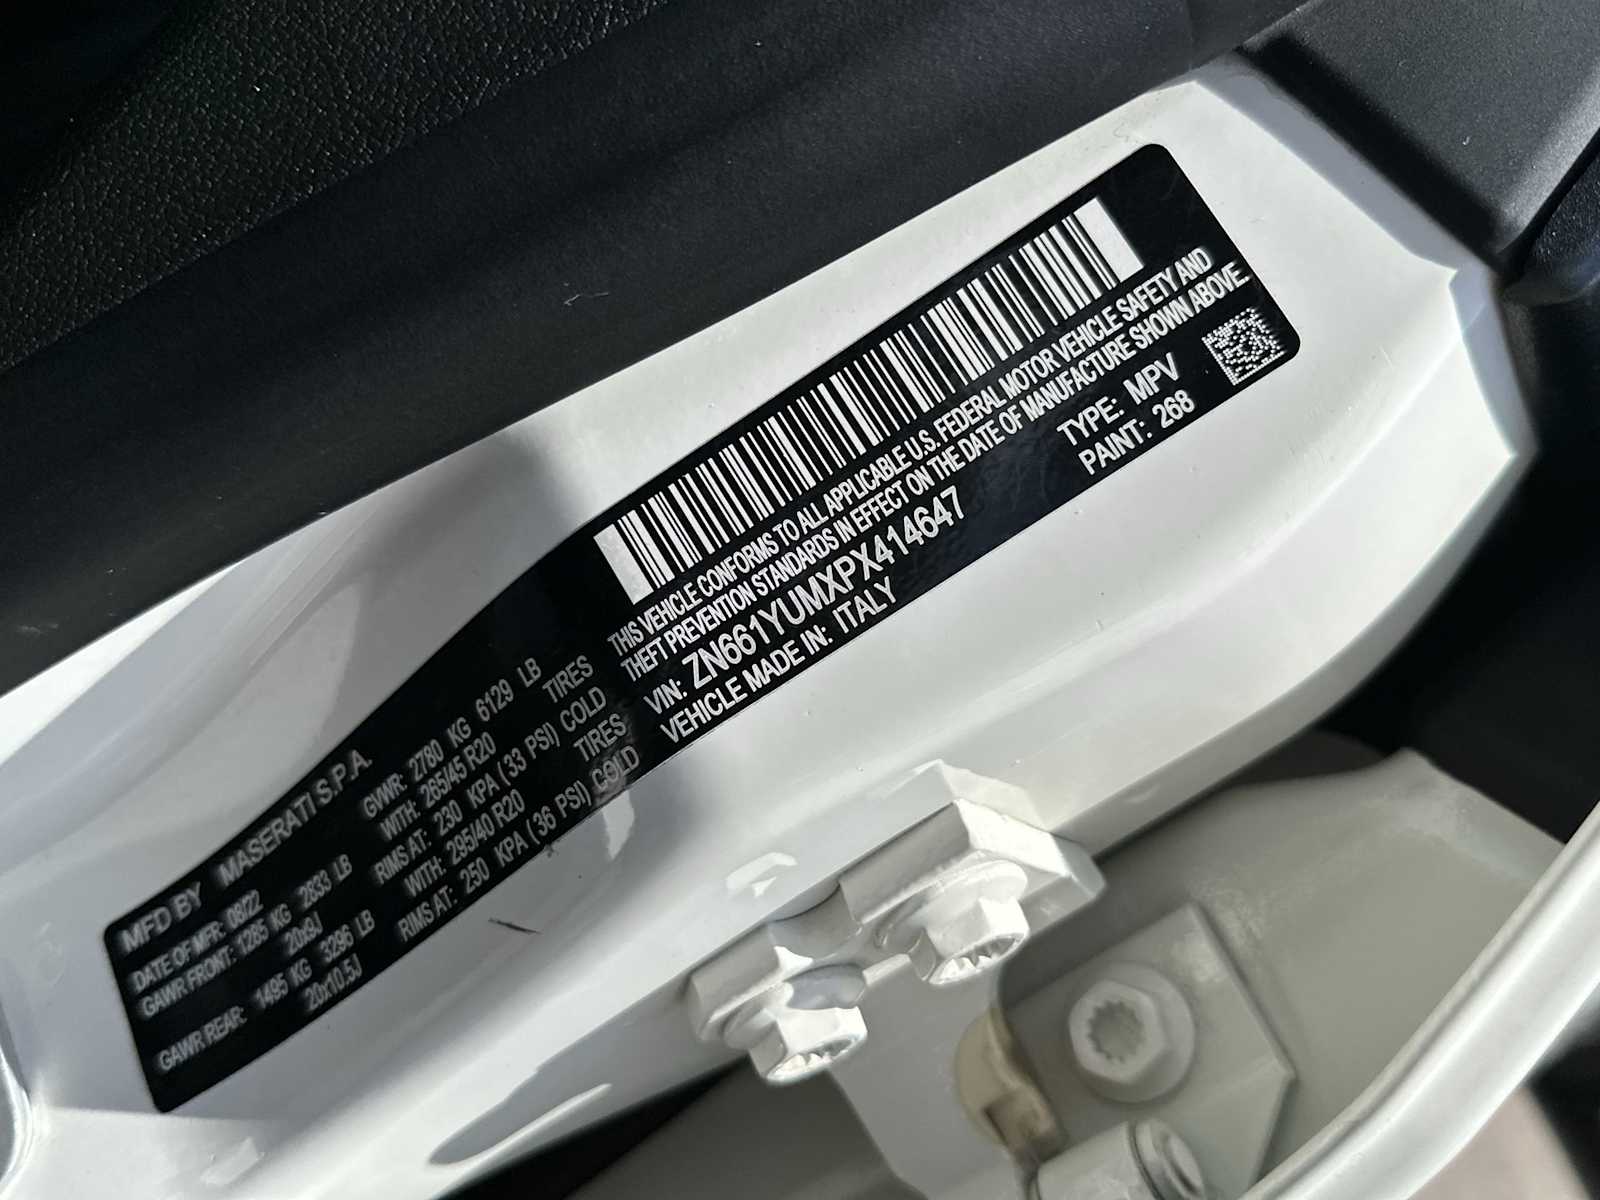 MFD BY MASERATI S.P.A.
DATE OF MFR: 08/22 GVWR: 2780 KG 6129 LB
GAWR FRONT: 1285 KG 2833 LB WITH: 265/45 R20 TIRES
20x9J RIMS AT: 230 KPA (33 PSI) COLD
GAWR REAR: 1495 KG 3296 LB WITH: 295/40 R20 TIRES
20x10.5J RIMS AT: 250 KPA (36 PSI) COLD
THIS VEHICLE CONFORMS TO ALL APPLICABLE U.S. FEDERAL MOTOR VEHICLE SAFETY AND
THEFT PREVENTION STANDARDS IN EFFECT ON THE DATE OF MANUFACTURE SHOWN ABOVE.
VIN: ZN661YUMXPX414647 TYPE: MPV
VEHICLE MADE IN: ITALY PAINT: 268